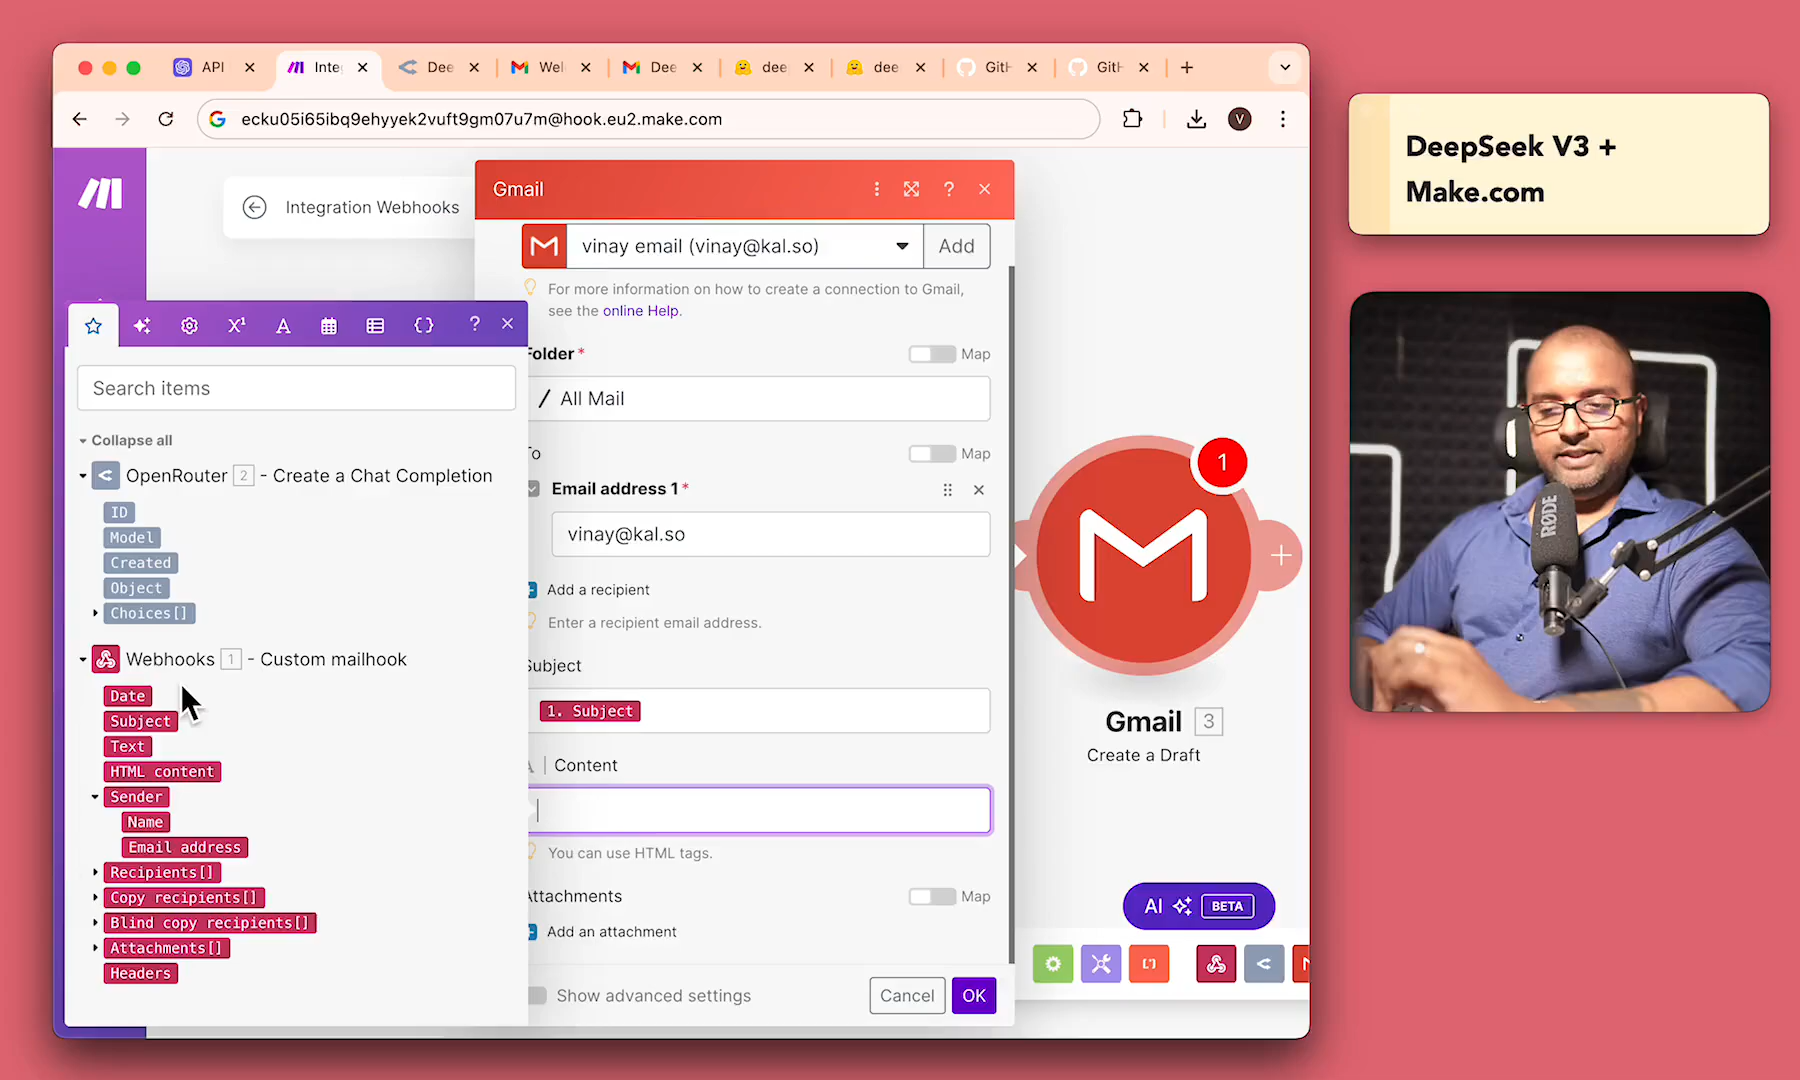 API
Inte
Dee
Wel
Dee
dee
dee
GitH
GitH
ecku05i65ibq9ehyyek2vuft9gm07u7m@hook.eu2.make.com
V
DeepSeek V3 +
Make.com
Integration Webhooks
Gmail
?
vinay email (vinay@kal.so)
Add
For more information on how to create a connection to Gmail,
see the online Help.
Folder *
Map
/ All Mail
To
Map
Email address 1 *
vinay@kal.so
Add a recipient
Enter a recipient email address.
Subject
1. Subject
Content
You can use HTML tags.
Attachments
Map
Add an attachment
Show advanced settings
Cancel
OK
X¹
A
{}
?
Search items
Collapse all
OpenRouter 2 - Create a Chat Completion
ID
Model
Created
Object
Choices[]
Webhooks 1 - Custom mailhook
Date
Subject
Text
HTML content
Sender
Name
Email address
Recipients[]
Copy recipients[]
Blind copy recipients[]
Attachments[]
Headers
1
Gmail 3
Create a Draft
AI BETA
RØDE